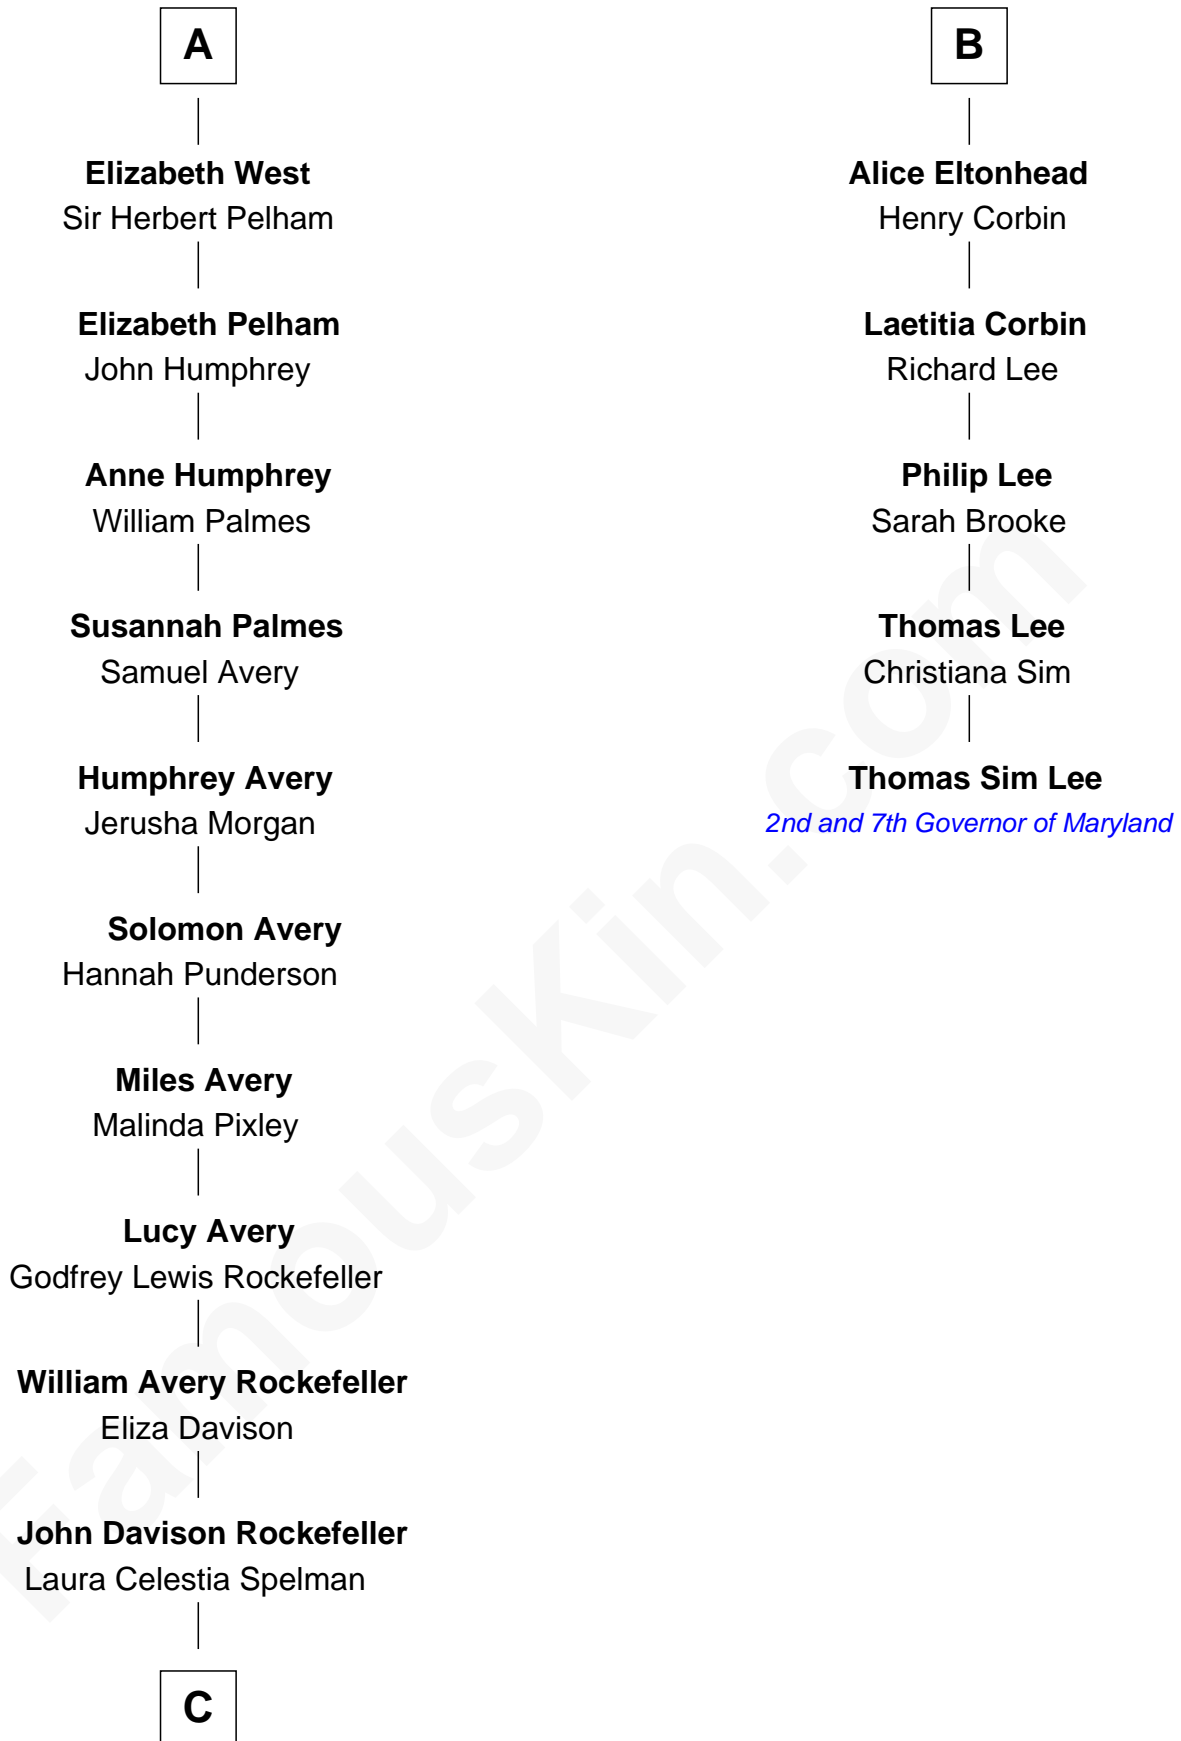 A
Elizabeth West
Sir Herbert Pelham
Elizabeth Pelham
John Humphrey
Anne Humphrey
William Palmes
Susannah Palmes
Samuel Avery
Humphrey Avery
Jerusha Morgan
Solomon Avery
Hannah Punderson
Miles Avery
Malinda Pixley
Lucy Avery
Godfrey Lewis Rockefeller
William Avery Rockefeller
Eliza Davison
John Davison Rockefeller
Laura Celestia Spelman
C
B
Alice Eltonhead
Henry Corbin
Laetitia Corbin
Richard Lee
Philip Lee
Sarah Brooke
Thomas Lee
Christiana Sim
Thomas Sim Lee
2nd and 7th Governor of Maryland
FamousKin.com